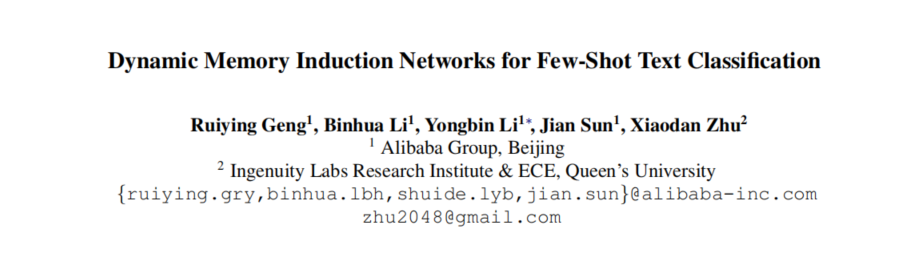 Dynamic Memory Induction Networks for Few-Shot Text Classification
Ruiying Geng¹, Binhua Li¹, Yongbin Li¹*, Jian Sun¹, Xiaodan Zhu²
¹ Alibaba Group, Beijing
² Ingenuity Labs Research Institute & ECE, Queen's University
{ruiying.gry,binhua.lbh,shuide.lyb,jian.sun}@alibaba-inc.com
zhu2048@gmail.com